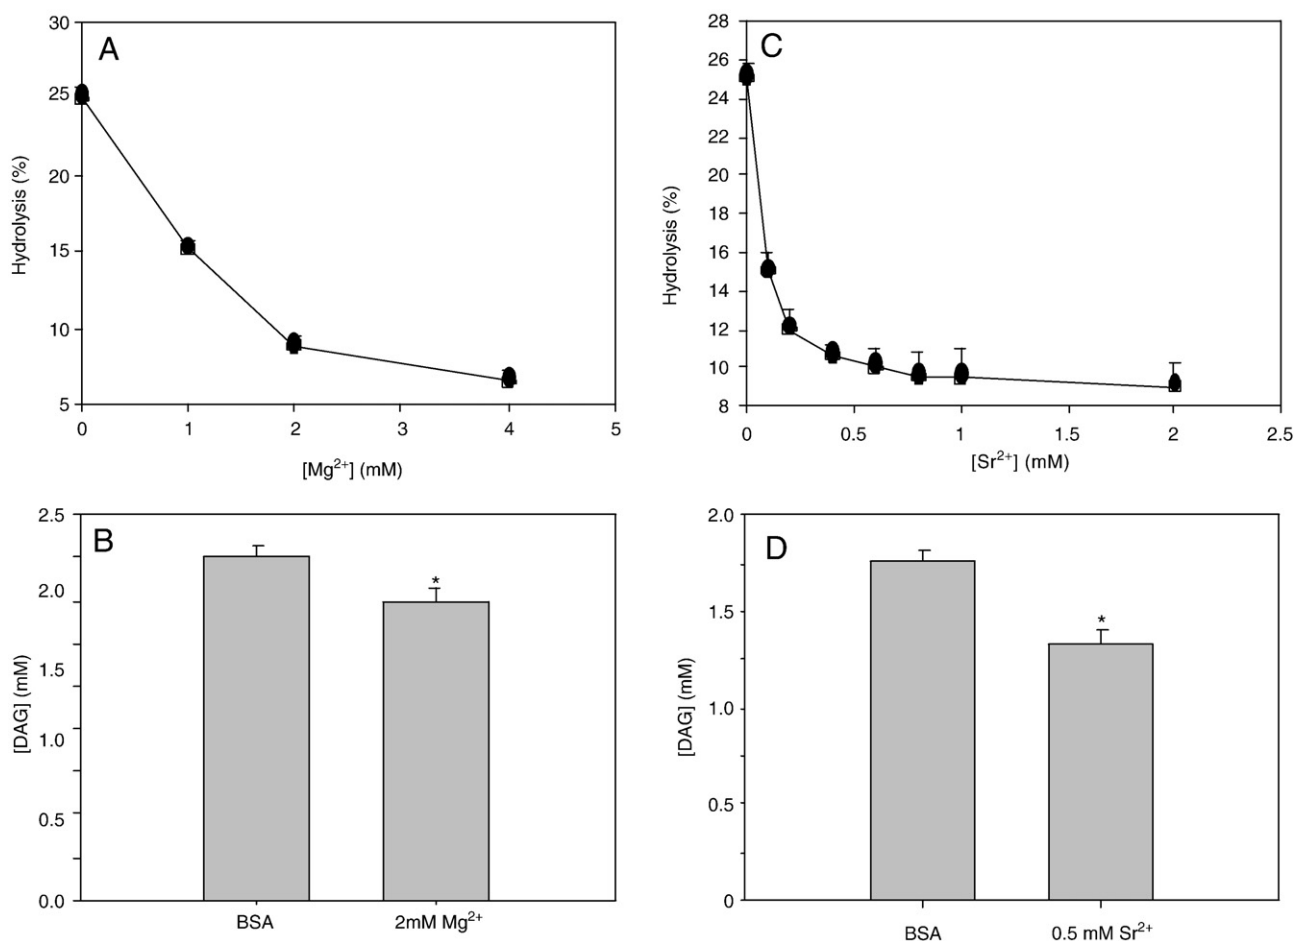 A
Hydrolysis (%)
30
25
20
15
10
5
0 1 2 3 4 5
[Mg²⁺] (mM)
C
Hydrolysis (%)
28
26
24
22
20
18
16
14
12
10
8
0 0.5 1 1.5 2 2.5
[Sr²⁺] (mM)
B
[DAG] (mM)
2.5
2.0
1.5
1.0
0.5
0.0
*
BSA 2mM Mg²⁺
D
[DAG] (mM)
2.0
1.5
1.0
0.5
0
*
BSA 0.5 mM Sr²⁺